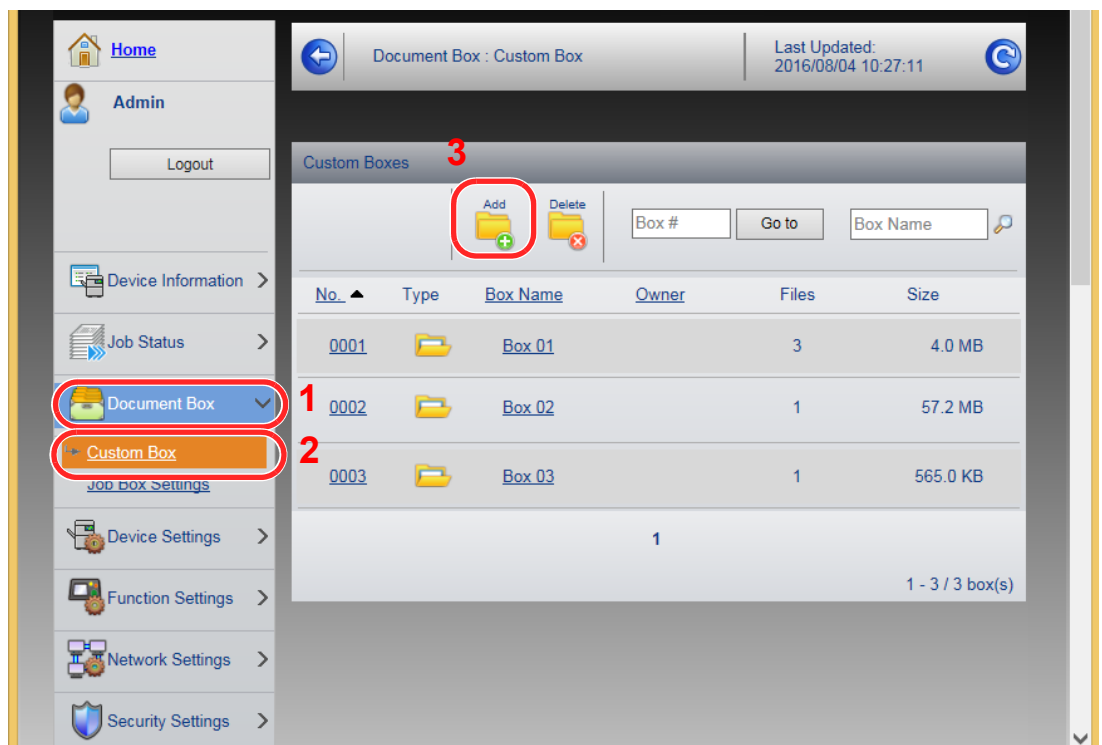 Home
Document Box : Custom Box
Last Updated:
2016/08/04 10:27:11
Admin
Logout
Custom Boxes
3
Add
Delete
Box #
Go to
Box Name
Device Information
No.
Type
Box Name
Owner
Files
Size
Job Status
0001
Box 01
3
4.0 MB
Document Box
1
0002
Box 02
1
57.2 MB
Custom Box
2
Job Box Settings
0003
Box 03
1
565.0 KB
Device Settings
1
Function Settings
1 - 3 / 3 box(s)
Network Settings
Security Settings